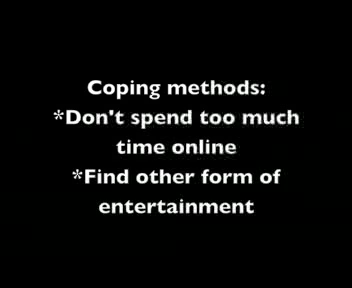 Coping methods:
*Don't spend too much
time online
*Find other form of
entertainment